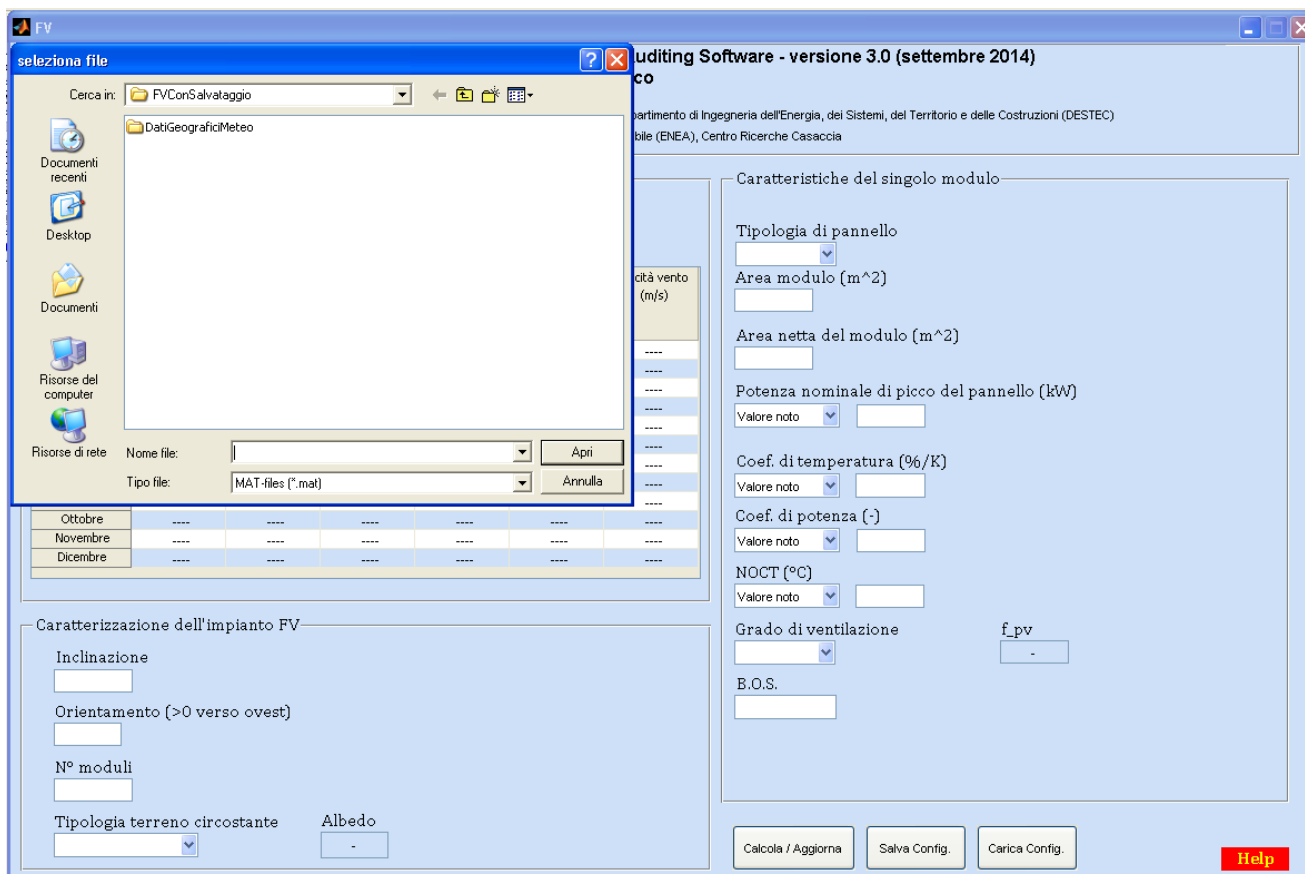 FV
seleziona file
uditing Software - versione 3.0 (settembre 2014)
co
partimento di Ingegneria dell'Energia, dei Sistemi, del Territorio e delle Costruzioni (DESTEC)
bile (ENEA), Centro Ricerche Casaccia
Cerca in: FVConSalvataggio
DatiGeograficiMeteo
Documenti recenti
Desktop
Documenti
Risorse del computer
Risorse di rete
Nome file:
Apri
Tipo file: MAT-files (*.mat)
Annulla
cità vento
(m/s)
----
----
----
----
----
----
----
----
----
Ottobre ---- ---- ---- ---- ---- ----
Novembre ---- ---- ---- ---- ---- ----
Dicembre ---- ---- ---- ---- ---- ----
Caratterizzazione dell'impianto FV
Inclinazione
Orientamento (>0 verso ovest)
N° moduli
Tipologia terreno circostante Albedo
-
Caratteristiche del singolo modulo
Tipologia di pannello
Area modulo (m^2)
Area netta del modulo (m^2)
Potenza nominale di picco del pannello (kW)
Valore noto
Coef. di temperatura (%/K)
Valore noto
Coef. di potenza (-)
Valore noto
NOCT (°C)
Valore noto
Grado di ventilazione f_pv
-
B.O.S.
Calcola / Aggiorna Salva Config. Carica Config.
Help